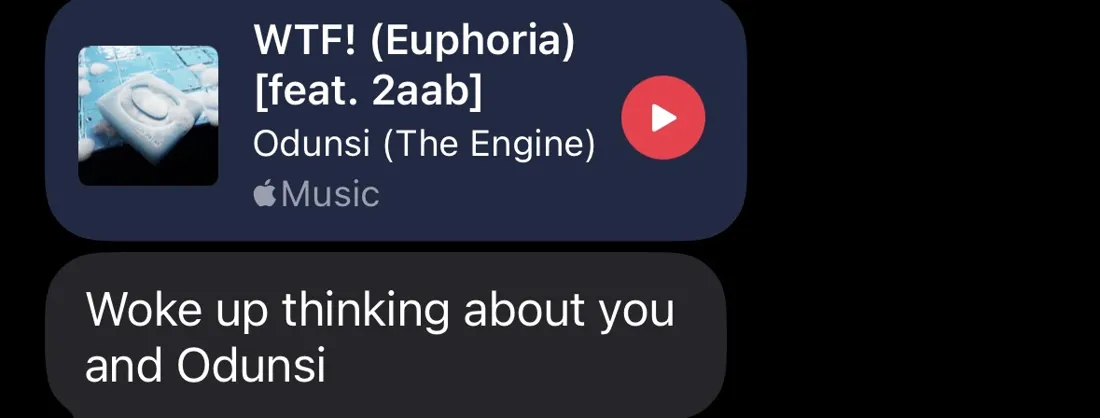 WTF! (Euphoria)
[feat. 2aab]
Odunsi (The Engine)
Music
Woke up thinking about you
and Odunsi